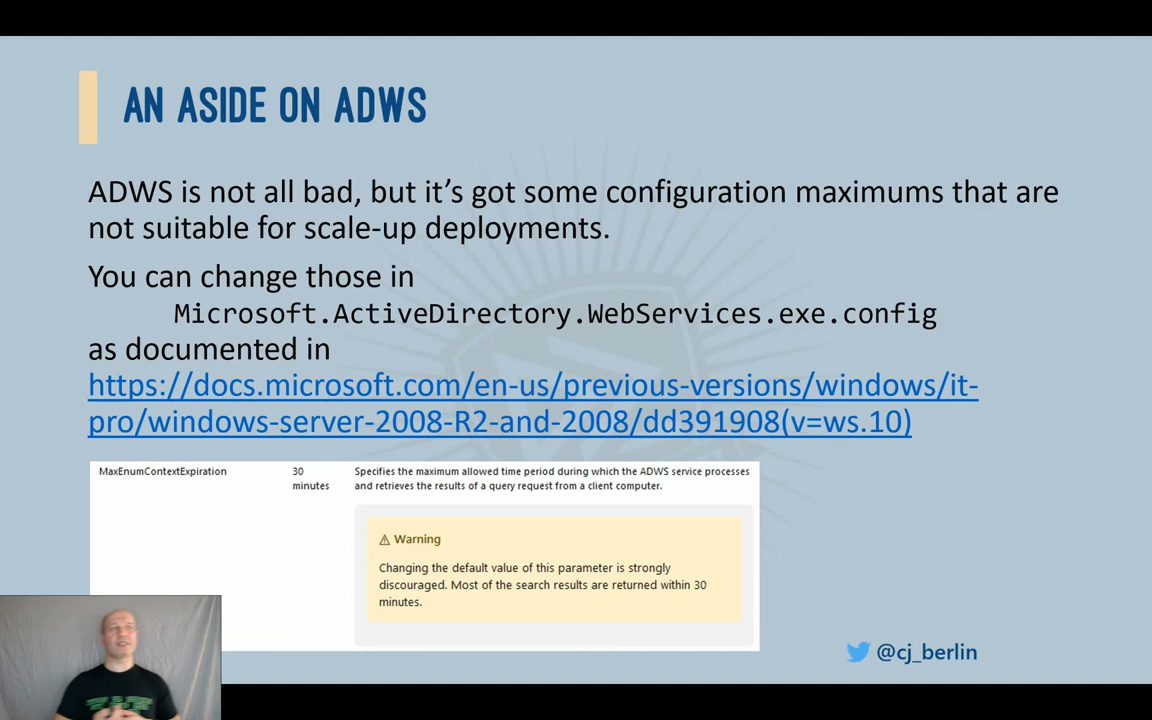 AN ASIDE ON ADWS
ADWS is not all bad, but it's got some configuration maximums that are
not suitable for scale-up deployments.
You can change those in
Microsoft.ActiveDirectory.WebServices.exe.config
as documented in
https://docs.microsoft.com/en-us/previous-versions/windows/it-
pro/windows-server-2008-R2-and-2008/dd391908(v=ws.10)
MaxEnumContextExpiration 30 Specifies the maximum allowed time period during which the ADWS service processes
minutes and retrieves the results of a query request from a client computer.
⚠ Warning
Changing the default value of this parameter is strongly
discouraged. Most of the search results are returned within 30
minutes.
@cj_berlin